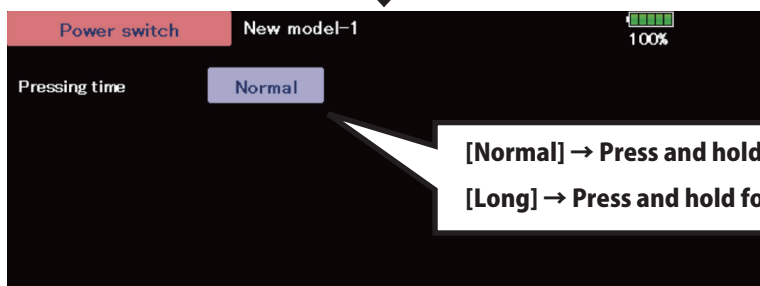 Power switch New model-1
100%
Pressing time Normal
[Normal] → Press and hold
[Long] → Press and hold fo